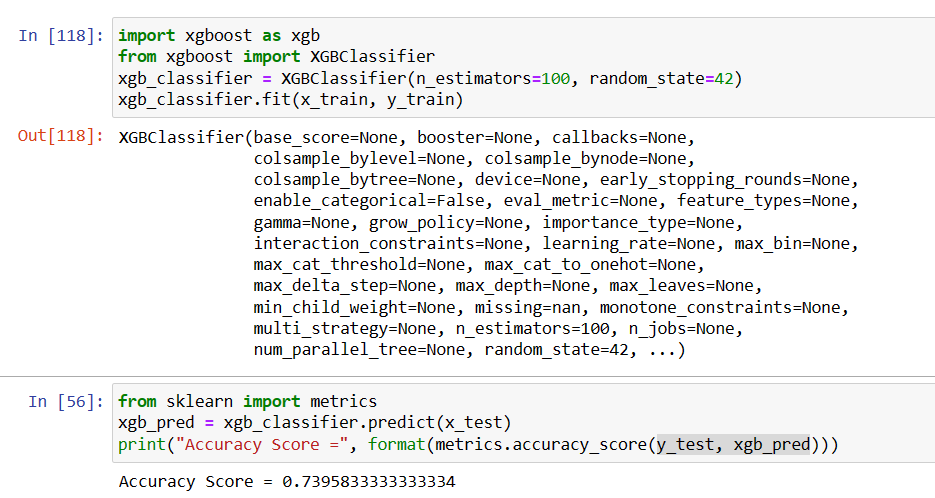 In [118]: import xgboost as xgb
from xgboost import XGBClassifier
xgb_classifier = XGBClassifier(n_estimators=100, random_state=42)
xgb_classifier.fit(x_train, y_train)
Out[118]: XGBClassifier(base_score=None, booster=None, callbacks=None,
colsample_bylevel=None, colsample_bynode=None,
colsample_bytree=None, device=None, early_stopping_rounds=None,
enable_categorical=False, eval_metric=None, feature_types=None,
gamma=None, grow_policy=None, importance_type=None,
interaction_constraints=None, learning_rate=None, max_bin=None,
max_cat_threshold=None, max_cat_to_onehot=None,
max_delta_step=None, max_depth=None, max_leaves=None,
min_child_weight=None, missing=nan, monotone_constraints=None,
multi_strategy=None, n_estimators=100, n_jobs=None,
num_parallel_tree=None, random_state=42, ...)
In [56]: from sklearn import metrics
xgb_pred = xgb_classifier.predict(x_test)
print("Accuracy Score =", format(metrics.accuracy_score(y_test, xgb_pred)))
Accuracy Score = 0.7395833333333334